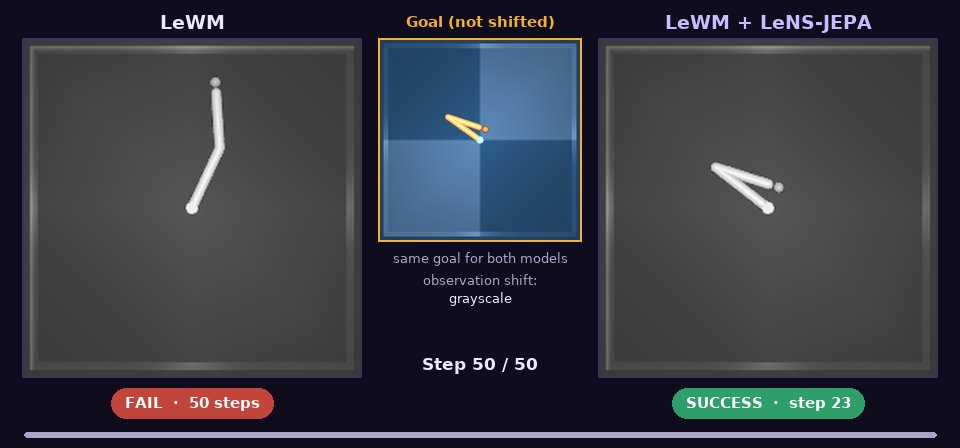 LeWM
Goal (not shifted)
LeWM + LeNS-JEPA
same goal for both models
observation shift:
grayscale
Step 50 / 50
FAIL · 50 steps
SUCCESS · step 23